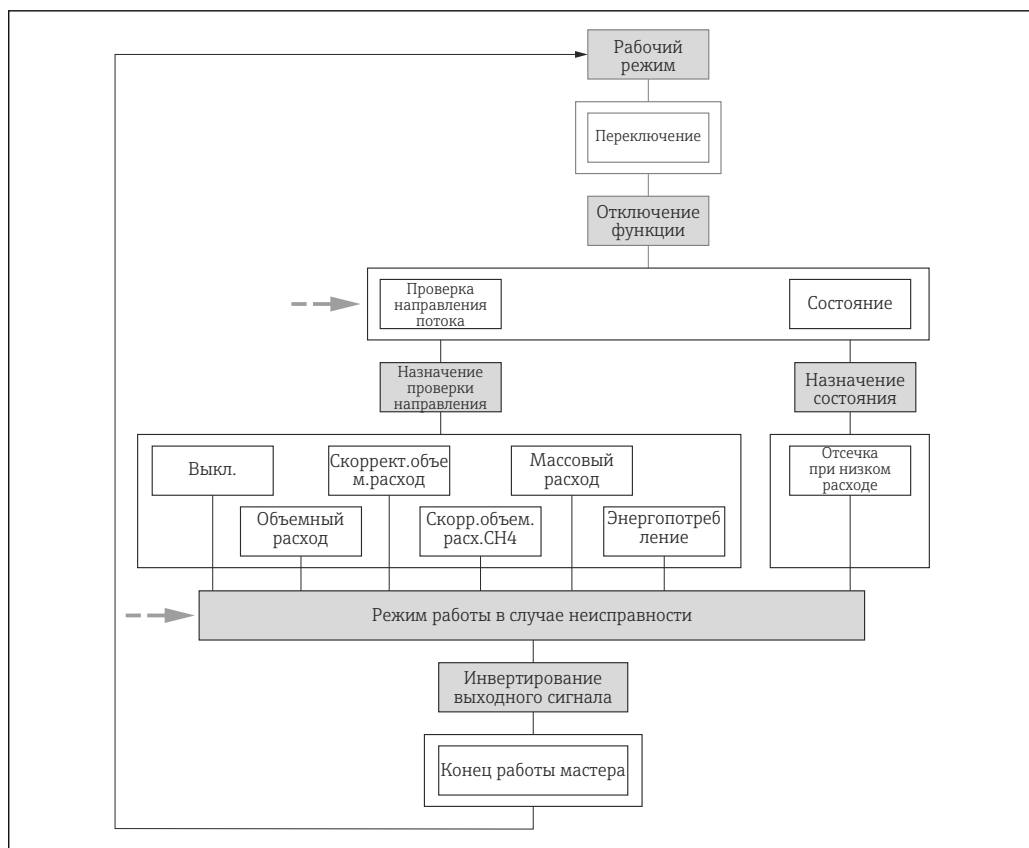 Рабочий
режим
Переключение
Отключение
функции
Проверка
направления
потока
Состояние
Назначение
проверки
направления
Назначение
состояния
Выкл.
Скоррект.объе
м.расход
Массовый
расход
Объемный
расход
Скорр.объем.
расх.СН4
Энергопотреб
ление
Отсечка
при низком
расходе
Режим работы в случае неисправности
Инвертирование
выходного сигнала
Конец работы мастера